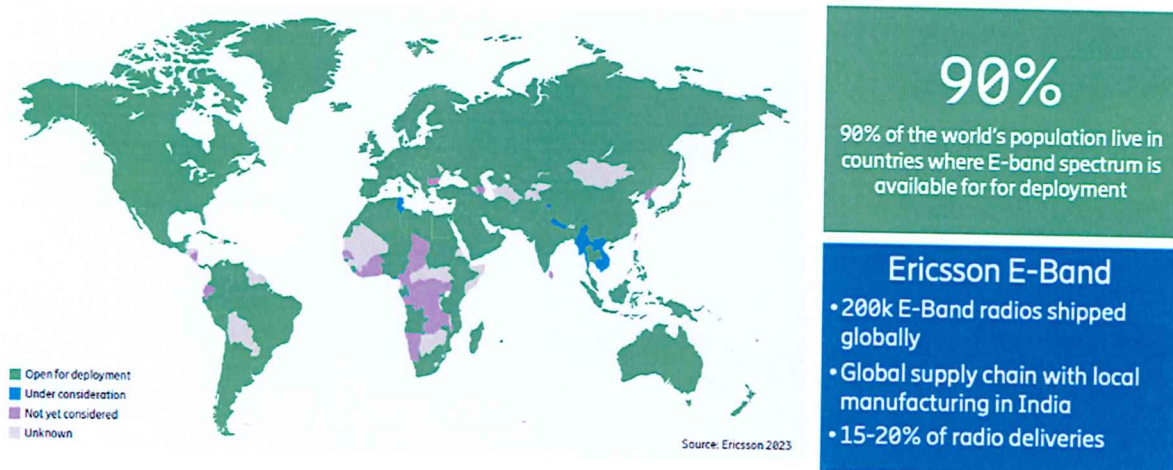 90%
90% of the world's population live in
countries where E-band spectrum is
available for for deployment
Ericsson E-Band
•200k E-Band radios shipped
globally
•Global supply chain with local
manufacturing in India
•15-20% of radio deliveries
Open for deployment
Under consideration
Not yet considered
Unknown
Source: Ericsson 2023